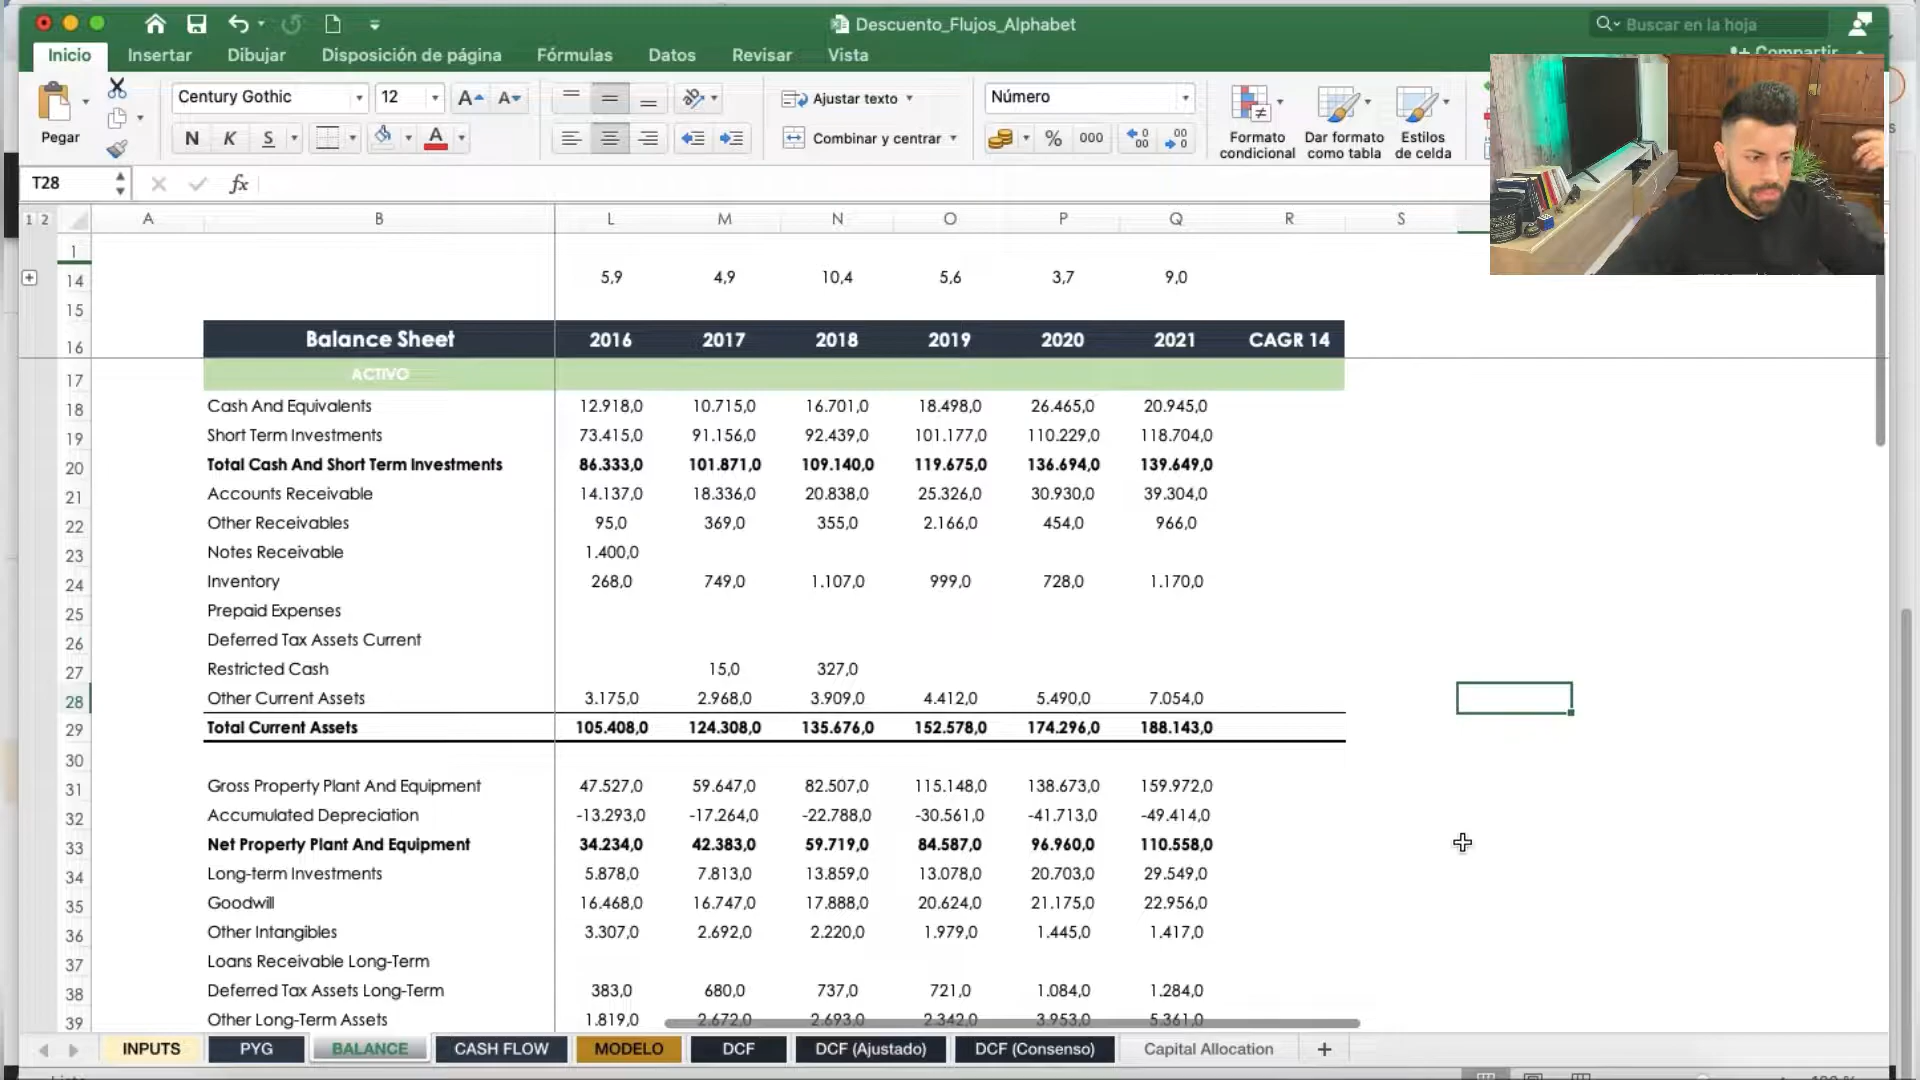 Descuento_Flujos_Alphabet
Buscar en la hoja
Inicio Insertar Dibujar Disposición de página Fórmulas Datos Revisar Vista Compartir
Pegar
Century Gothic 12 A A Ajustar texto Número
N K S A Combinar y centrar % 000 Formato condicional Dar formato como tabla Estilos de celda
T28 fx
1 2 A B L M N O P Q R S
1
14 5,9 4,9 10,4 5,6 3,7 9,0
15
16 Balance Sheet 2016 2017 2018 2019 2020 2021 CAGR 14
17 ACTIVO
18 Cash And Equivalents 12.918,0 10.715,0 16.701,0 18.498,0 26.465,0 20.945,0
19 Short Term Investments 73.415,0 91.156,0 92.439,0 101.177,0 110.229,0 118.704,0
20 Total Cash And Short Term Investments 86.333,0 101.871,0 109.140,0 119.675,0 136.694,0 139.649,0
21 Accounts Receivable 14.137,0 18.336,0 20.838,0 25.326,0 30.930,0 39.304,0
22 Other Receivables 95,0 369,0 355,0 2.166,0 454,0 966,0
23 Notes Receivable 1.400,0
24 Inventory 268,0 749,0 1.107,0 999,0 728,0 1.170,0
25 Prepaid Expenses
26 Deferred Tax Assets Current
27 Restricted Cash 15,0 327,0
28 Other Current Assets 3.175,0 2.968,0 3.909,0 4.412,0 5.490,0 7.054,0
29 Total Current Assets 105.408,0 124.308,0 135.676,0 152.578,0 174.296,0 188.143,0
30
31 Gross Property Plant And Equipment 47.527,0 59.647,0 82.507,0 115.148,0 138.673,0 159.972,0
32 Accumulated Depreciation -13.293,0 -17.264,0 -22.788,0 -30.561,0 -41.713,0 -49.414,0
33 Net Property Plant And Equipment 34.234,0 42.383,0 59.719,0 84.587,0 96.960,0 110.558,0
34 Long-term Investments 5.878,0 7.813,0 13.859,0 13.078,0 20.703,0 29.549,0
35 Goodwill 16.468,0 16.747,0 17.888,0 20.624,0 21.175,0 22.956,0
36 Other Intangibles 3.307,0 2.692,0 2.220,0 1.979,0 1.445,0 1.417,0
37 Loans Receivable Long-Term
38 Deferred Tax Assets Long-Term 383,0 680,0 737,0 721,0 1.084,0 1.284,0
39 Other Long-Term Assets 1.819,0 2.672,0 2.693,0 2.342,0 3.953,0 5.361,0
INPUTS PYG BALANCE CASH FLOW MODELO DCF DCF (Ajustado) DCF (Consenso) Capital Allocation +